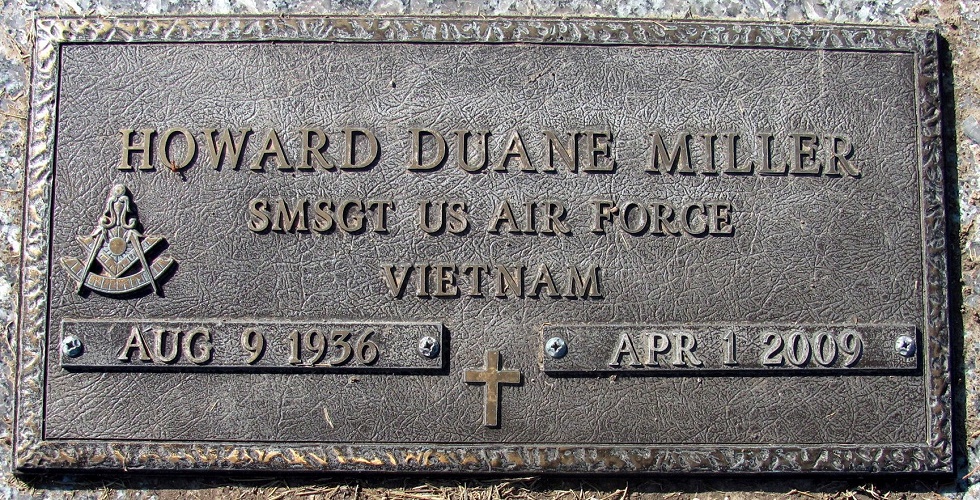 HOWARD DUANE MILLER
SMSGT US AIR FORCE
VIETNAM
AUG 9 1936
APR 1 2009